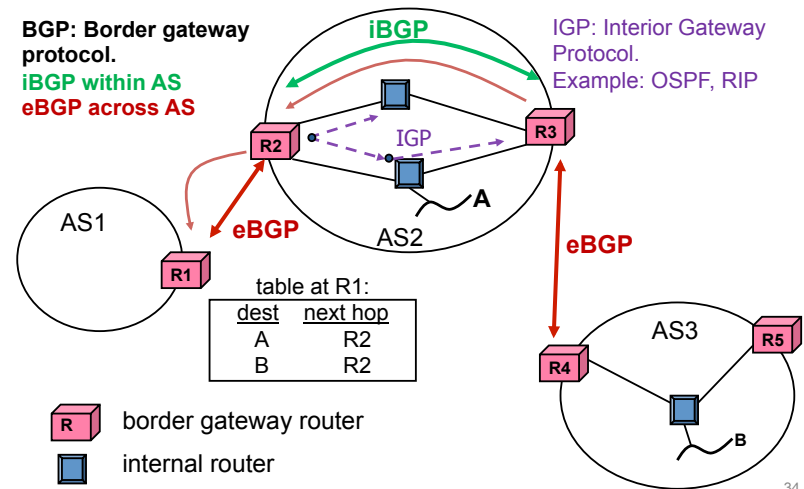 BGP: Border gateway
protocol.
iBGP within AS
eBGP across AS
iBGP
IGP: Interior Gateway
Protocol.
Example: OSPF, RIP
R2
IGP
R3
A
AS2
AS1
eBGP
eBGP
R1
table at R1:
dest next hop
A R2
B R2
AS3
R4
R5
B
R border gateway router
internal router
34